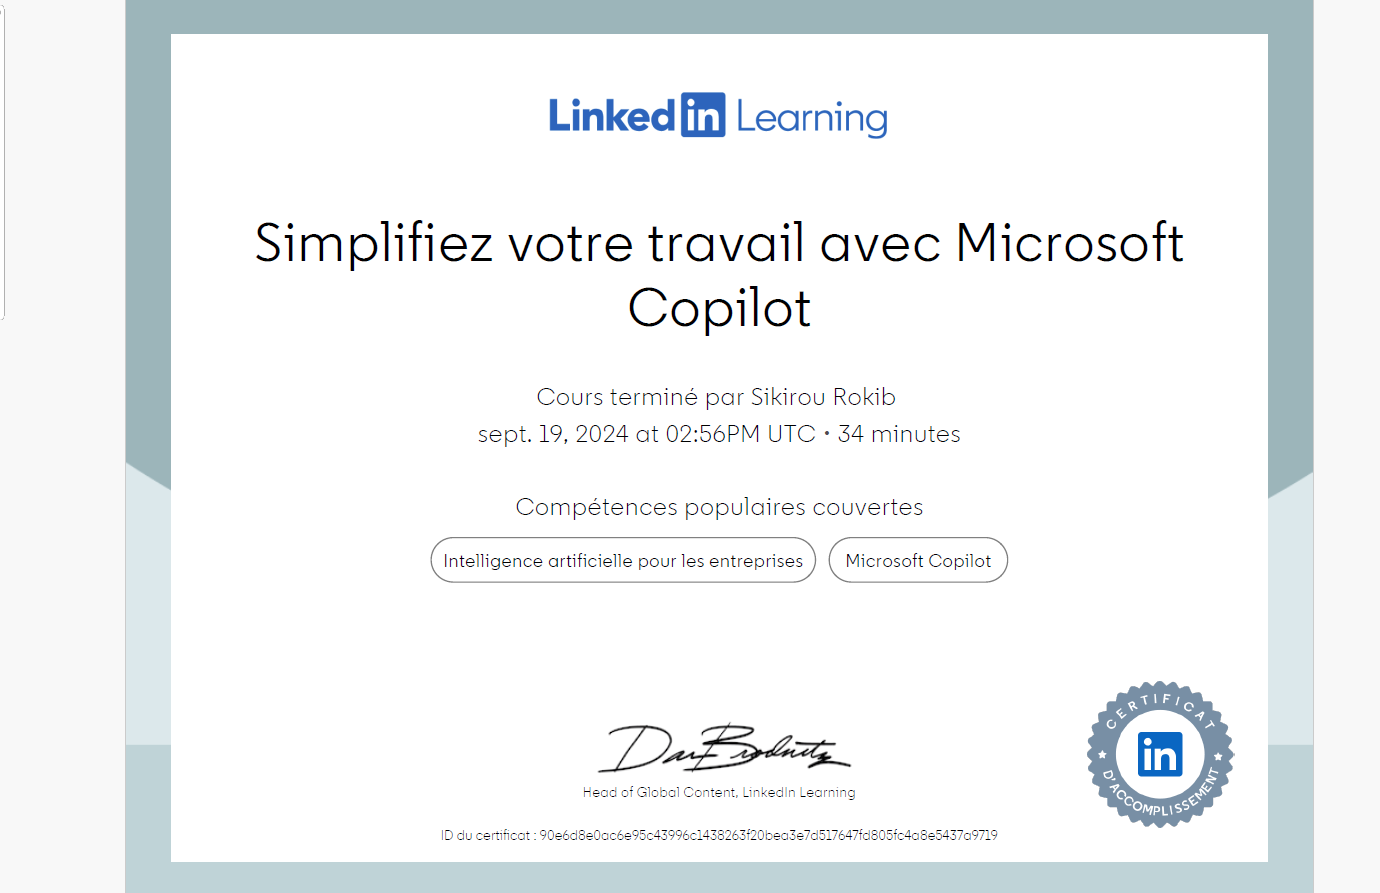 Linkedin Learning
Simplifiez votre travail avec Microsoft
Copilot
Cours terminé par Sikirou Rokib
sept. 19, 2024 at 02:56PM UTC • 34 minutes
Compétences populaires couvertes
Intelligence artificielle pour les entreprises
Microsoft Copilot
Dan Brodnitz
Head of Global Content, LinkedIn Learning
ID du certificat : 90e6d8e0ac6e95c43996c1438263f20bea3e7d517647fd805fc4a8e5437a9719
CERTIFICAT
in
D'ACCOMPLISSEMENT